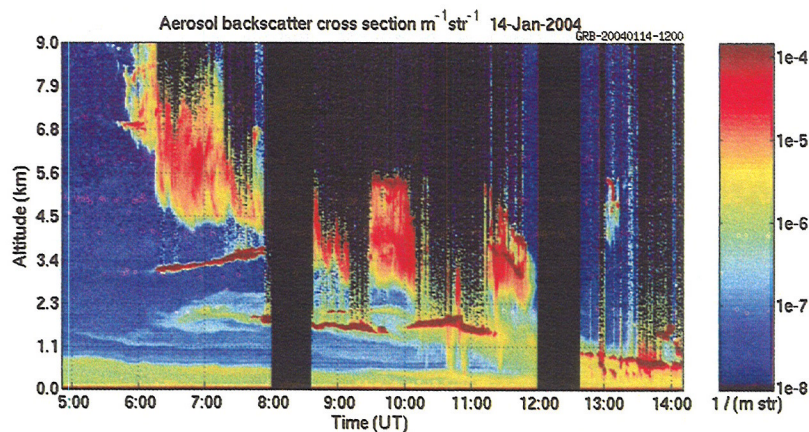 Aerosol backscatter cross section m⁻¹str⁻¹ 14-Jan-2004
GRB-20040114-1200
9.0
7.9
6.8
5.6
4.5
3.4
2.3
1.1
0.0
Altitude (km)
5:00 6:00 7:00 8:00 9:00 10:00 11:00 12:00 13:00 14:00
Time (UT)
1e-4
1e-5
1e-6
1e-7
1e-8
1 / (m str)